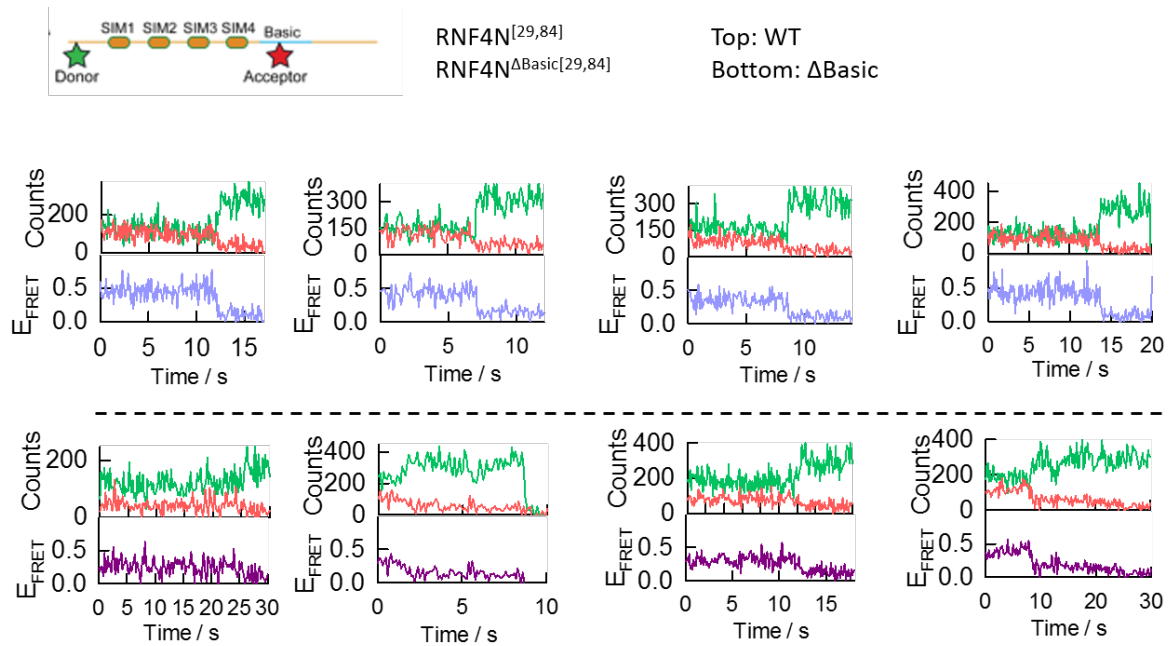 SIM1 SIM2 SIM3 SIM4 Basic
Donor Acceptor
RNF4N[29,84]
RNF4NΔBasic[29,84]
Top: WT
Bottom: ΔBasic
Counts
200
0
EFRET
0.5
0.0
0 5 10 15
Time / s
Counts
300
150
0
EFRET
0.5
0.0
0 5 10
Time / s
Counts
300
150
0
EFRET
0.5
0.0
0 5 10
Time / s
Counts
400
200
0
EFRET
0.5
0.0
0 5 10 15 20
Time / s
Counts
200
0
EFRET
0.5
0.0
0 5 10 15 20 25 30
Time / s
Counts
400
200
0
EFRET
0.5
0.0
0 5 10
Time / s
Counts
400
200
0
EFRET
0.5
0.0
0 5 10 15
Time / s
Counts
400
200
0
EFRET
0.5
0.0
0 10 20 30
Time / s